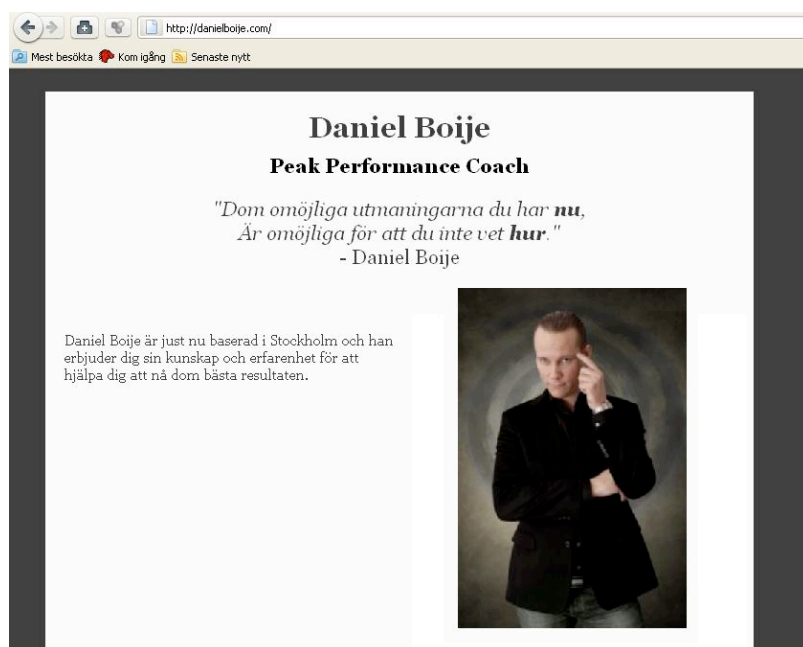 http://danielboije.com/
Mest besökta Kom igång Senaste nytt
Daniel Boije
Peak Performance Coach
"Dom omöjliga utmaningarna du har nu,
Är omöjliga för att du inte vet hur."
- Daniel Boije
Daniel Boije är just nu baserad i Stockholm och han
erbjuder dig sin kunskap och erfarenhet för att
hjälpa dig att nå dom bästa resultaten.